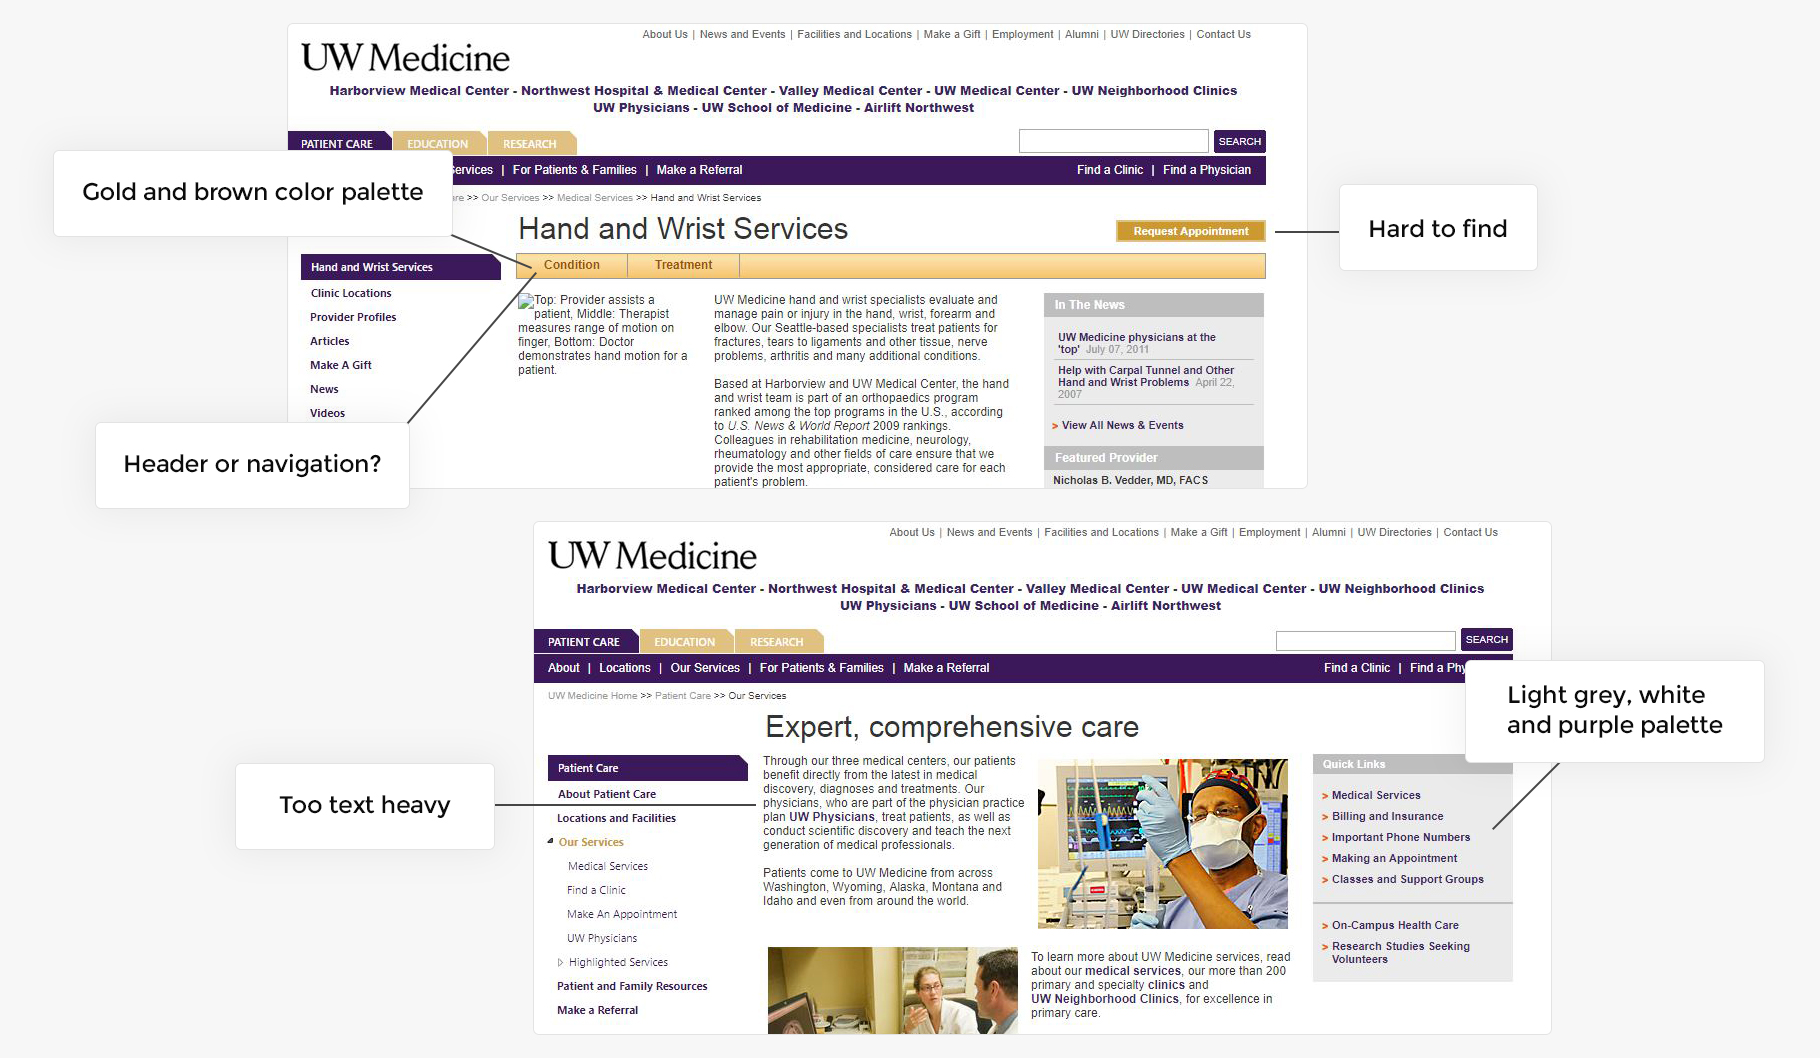 About Us | News and Events | Facilities and Locations | Make a Gift | Employment | Alumni | UW Directories | Contact Us
UW Medicine
Harborview Medical Center - Northwest Hospital & Medical Center - Valley Medical Center - UW Medical Center - UW Neighborhood Clinics
UW Physicians - UW School of Medicine - Airlift Northwest
PATIENT CARE
EDUCATION
RESEARCH
SEARCH
Services | For Patients & Families | Make a Referral
Find a Clinic | Find a Physician
Gold and brown color palette
>> Our Services >> Medical Services >> Hand and Wrist Services
Hand and Wrist Services
Request Appointment
Hard to find
Condition
Treatment
Hand and Wrist Services
Clinic Locations
Provider Profiles
Articles
Make A Gift
News
Videos
Header or navigation?
Top: Provider assists a
patient, Middle: Therapist
measures range of motion on
finger, Bottom: Doctor
demonstrates hand motion for a
patient.
UW Medicine hand and wrist specialists evaluate and
manage pain or injury in the hand, wrist, forearm and
elbow. Our Seattle-based specialists treat patients for
fractures, tears to ligaments and other tissue, nerve
problems, arthritis and many additional conditions.
Based at Harborview and UW Medical Center, the hand
and wrist team is part of an orthopaedics program
ranked among the top programs in the U.S., according
to U.S. News & World Report 2009 rankings.
Colleagues in rehabilitation medicine, neurology,
rheumatology and other fields of care ensure that we
provide the most appropriate, considered care for each
patient's problem.
In The News
UW Medicine physicians at the
'top' July 07, 2011
Help with Carpal Tunnel and Other
Hand and Wrist Problems April 22,
2007
> View All News & Events
Featured Provider
Nicholas B. Vedder, MD, FACS
About Us | News and Events | Facilities and Locations | Make a Gift | Employment | Alumni | UW Directories | Contact Us
UW Medicine
Harborview Medical Center - Northwest Hospital & Medical Center - Valley Medical Center - UW Medical Center - UW Neighborhood Clinics
UW Physicians - UW School of Medicine - Airlift Northwest
PATIENT CARE
EDUCATION
RESEARCH
SEARCH
About | Locations | Our Services | For Patients & Families | Make a Referral
Find a Clinic | Find a Phy
Light grey, white
and purple palette
UW Medicine Home >> Patient Care >> Our Services
Expert, comprehensive care
Patient Care
About Patient Care
Locations and Facilities
Our Services
Medical Services
Find a Clinic
Make An Appointment
UW Physicians
Highlighted Services
Patient and Family Resources
Make a Referral
Too text heavy
Through our three medical centers, our patients
benefit directly from the latest in medical
discovery, diagnoses and treatments. Our
physicians, who are part of the physician practice
plan UW Physicians, treat patients, as well as
conduct scientific discovery and teach the next
generation of medical professionals.
Patients come to UW Medicine from across
Washington, Wyoming, Alaska, Montana and
Idaho and even from around the world.
To learn more about UW Medicine services, read
about our medical services, our more than 200
primary and specialty clinics and
UW Neighborhood Clinics, for excellence in
primary care.
Quick Links
> Medical Services
> Billing and Insurance
> Important Phone Numbers
> Making an Appointment
> Classes and Support Groups
> On-Campus Health Care
> Research Studies Seeking
Volunteers